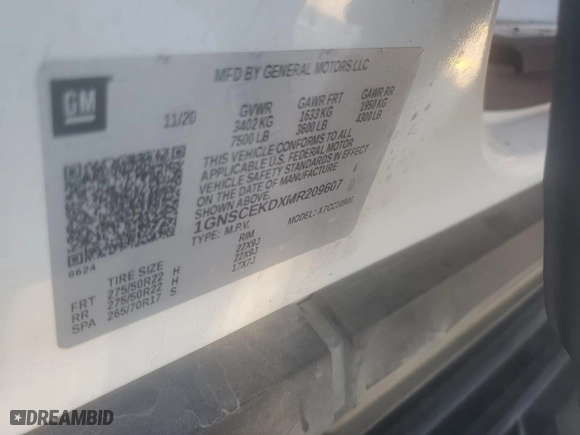 MFD BY GENERAL MOTORS LLC
GM
11/20 GVWR GAWR FRT GAWR RR
3402 KG 1633 KG 1950 KG
7500 LB 3600 LB 4300 LB
THIS VEHICLE CONFORMS TO ALL
APPLICABLE U.S. FEDERAL MOTOR
VEHICLE SAFETY STANDARDS IN EFFECT
ON THE DATE OF MANUFACTURE
SHOWN ABOVE.
1GNSCEKDXMR209607
TYPE: M.P.V. MODEL:
6624
TIRE SIZE RIM
FRT 275/50R22 H 22X9J
RR 275/50R22 H 22X9J
SPA 265/70R17 S 17X7J
DREAMBID